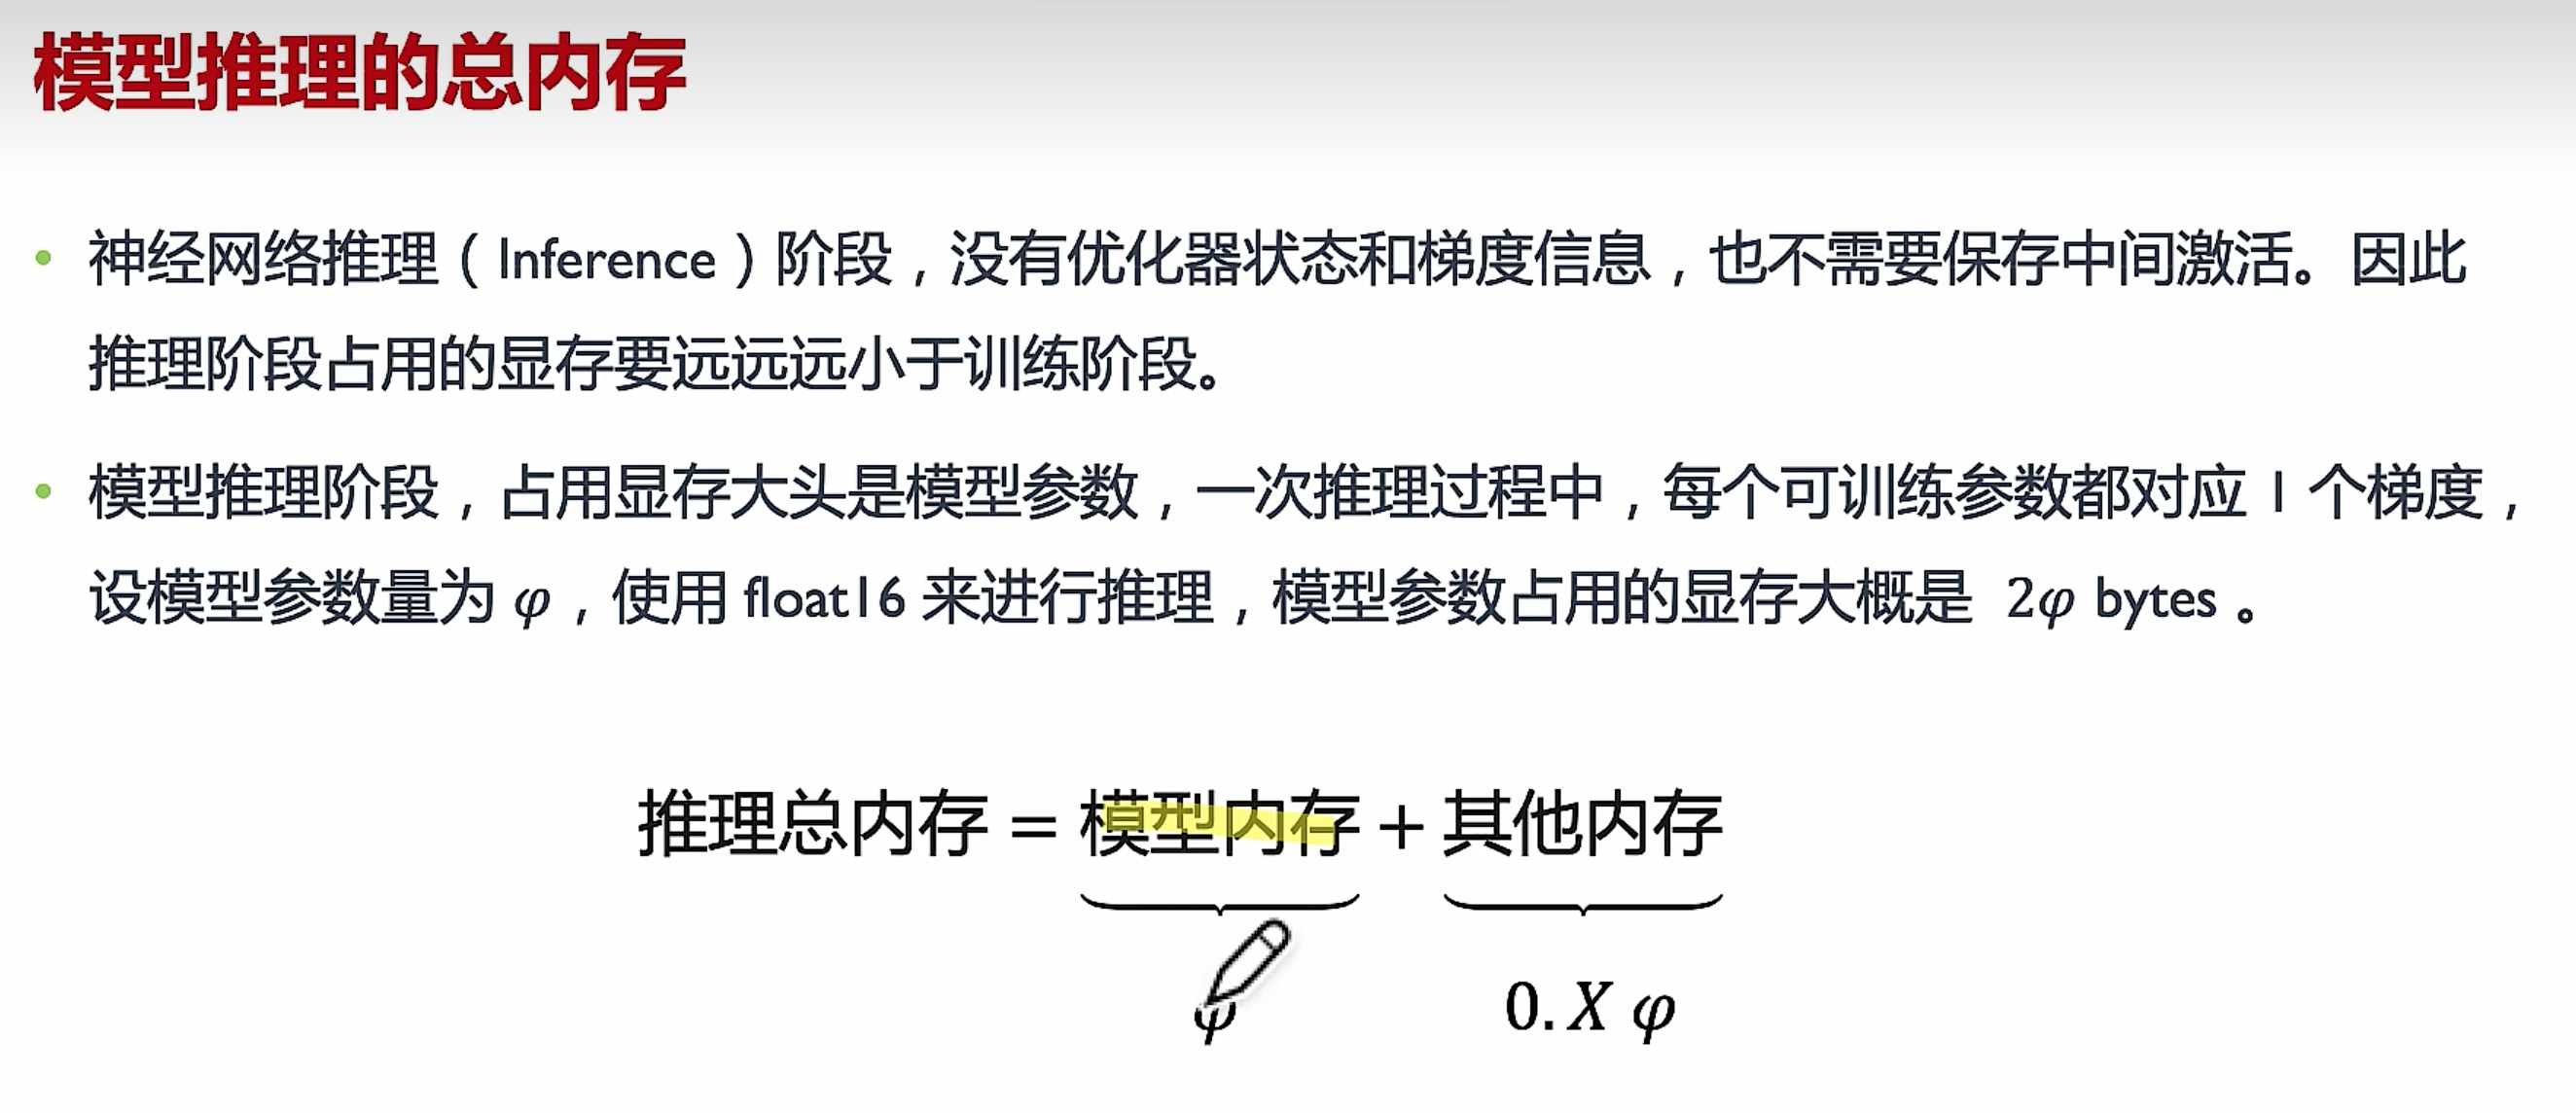 模型推理的总内存
神经网络推理（Inference）阶段，没有优化器状态和梯度信息，也不需要保存中间激活。因此
推理阶段占用的显存要远远远小于训练阶段。
模型推理阶段，占用显存大头是模型参数，一次推理过程中，每个可训练参数都对应 1 个梯度，
设模型参数量为 φ，使用 float16 来进行推理，模型参数占用的显存大概是 2φ bytes 。
推理总内存 = 模型内存 + 其他内存
φ 0. X φ